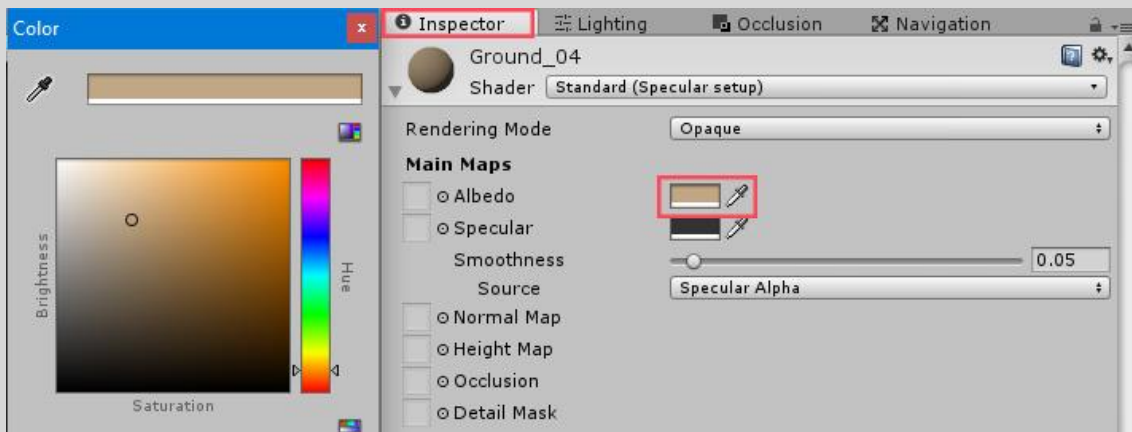 Color
x
Brightness
Hue
Saturation
Inspector Lighting Occlusion Navigation
Ground_04
Shader Standard (Specular setup)
Rendering Mode Opaque
Main Maps
Albedo
Specular
Smoothness 0.05
Source Specular Alpha
Normal Map
Height Map
Occlusion
Detail Mask